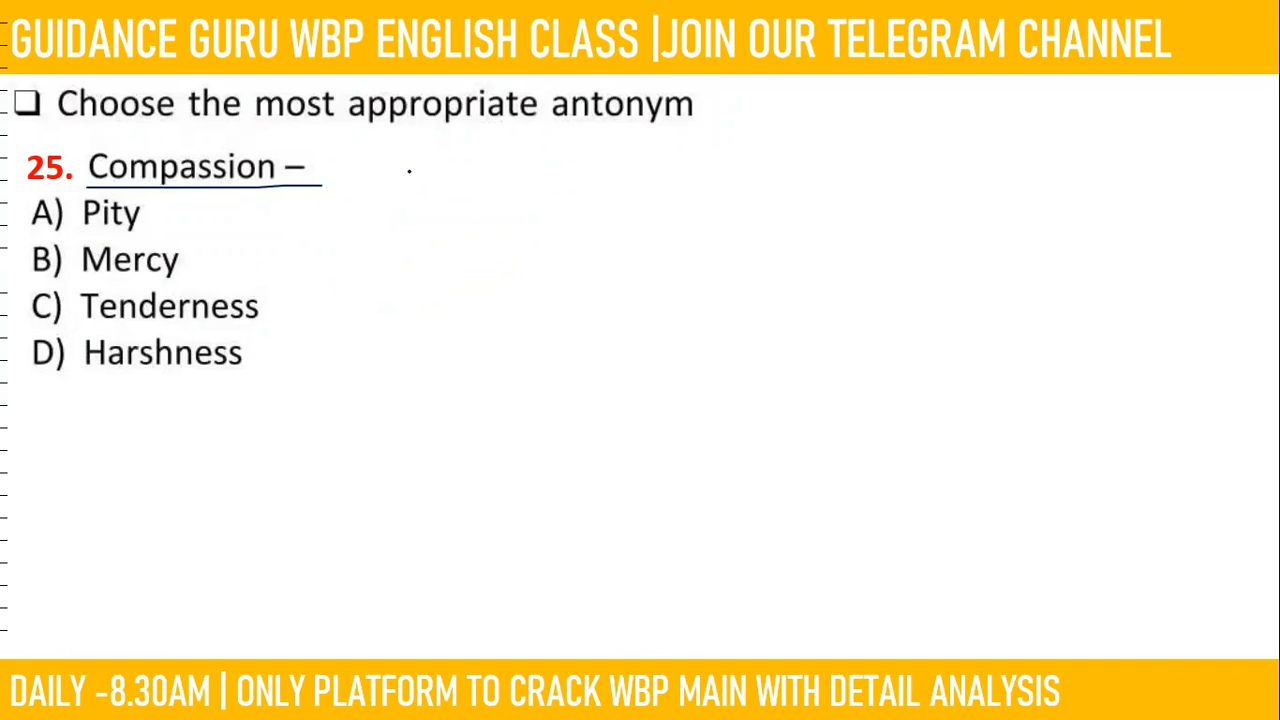 GUIDANCE GURU WBP ENGLISH CLASS |JOIN OUR TELEGRAM CHANNEL
❑ Choose the most appropriate antonym
25. Compassion –
A) Pity
B) Mercy
C) Tenderness
D) Harshness
DAILY -8.30AM | ONLY PLATFORM TO CRACK WBP MAIN WITH DETAIL ANALYSIS